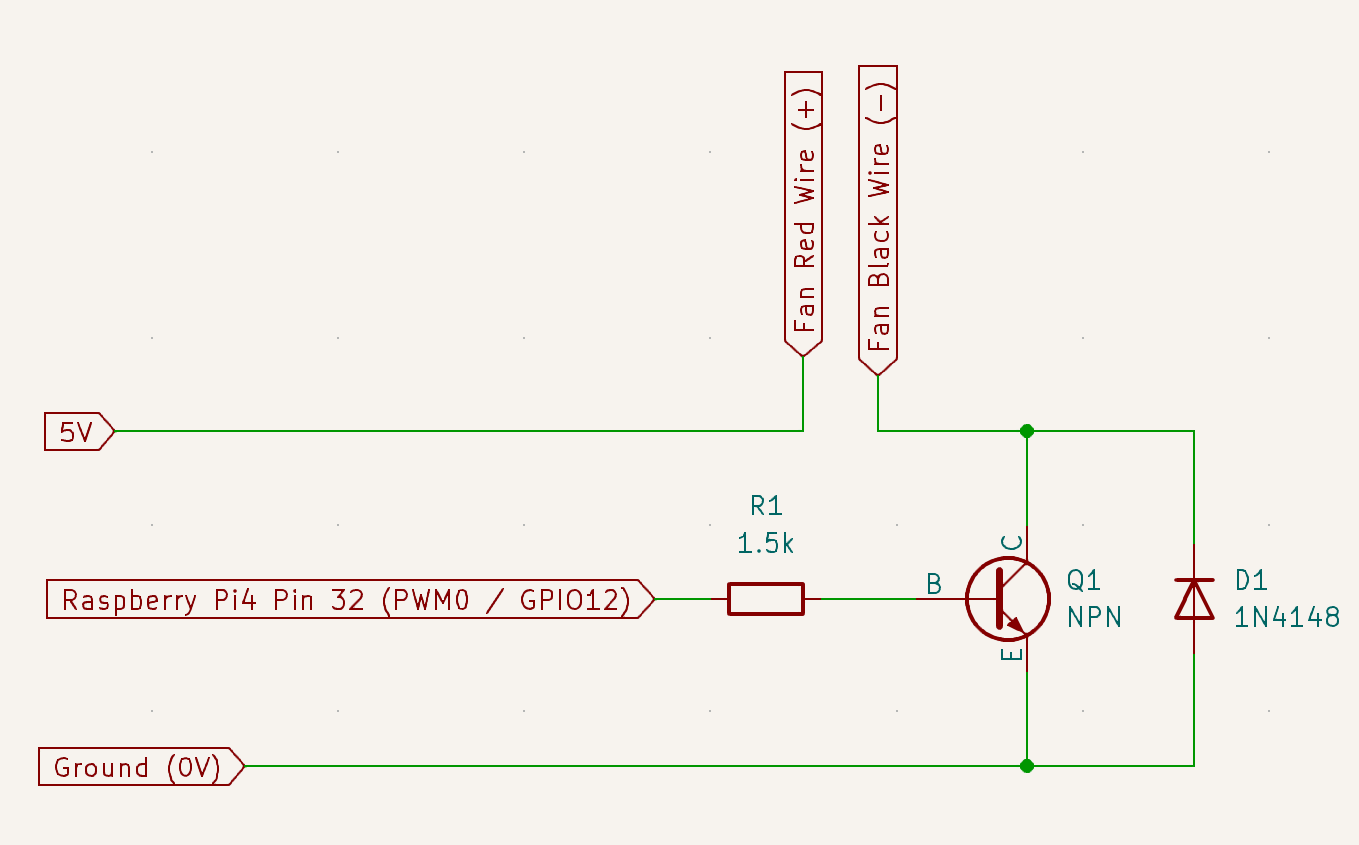 Fan Red Wire (+)
Fan Black Wire (-)
5V
R1
1.5k
Raspberry Pi4 Pin 32 (PWM0 / GPIO12)
B
C
E
Q1
NPN
D1
1N4148
Ground (0V)